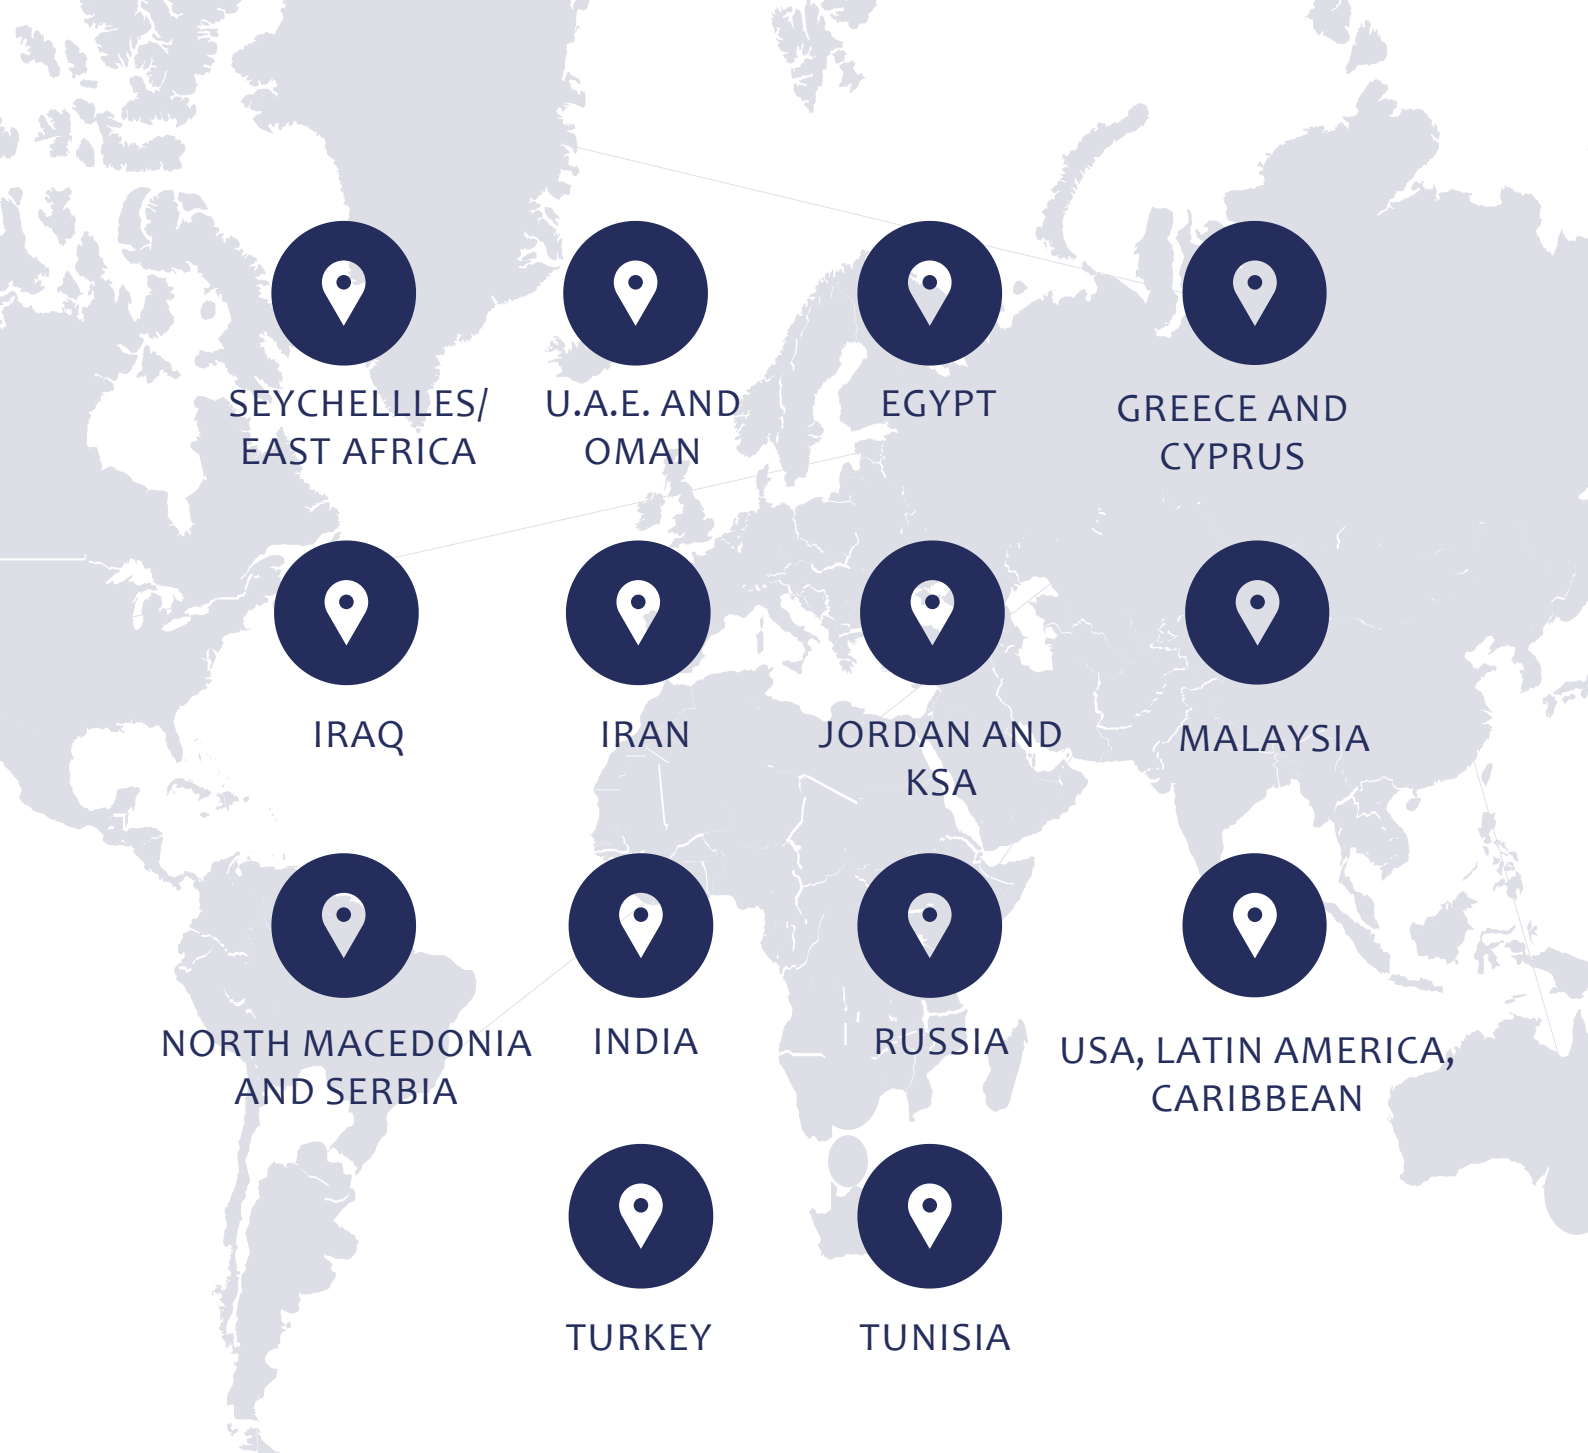 SEYCHELLLES/
EAST AFRICA
U.A.E. AND
OMAN
EGYPT
GREECE AND
CYPRUS
IRAQ
IRAN
JORDAN AND
KSA
MALAYSIA
NORTH MACEDONIA
AND SERBIA
INDIA
RUSSIA
USA, LATIN AMERICA,
CARIBBEAN
TURKEY
TUNISIA